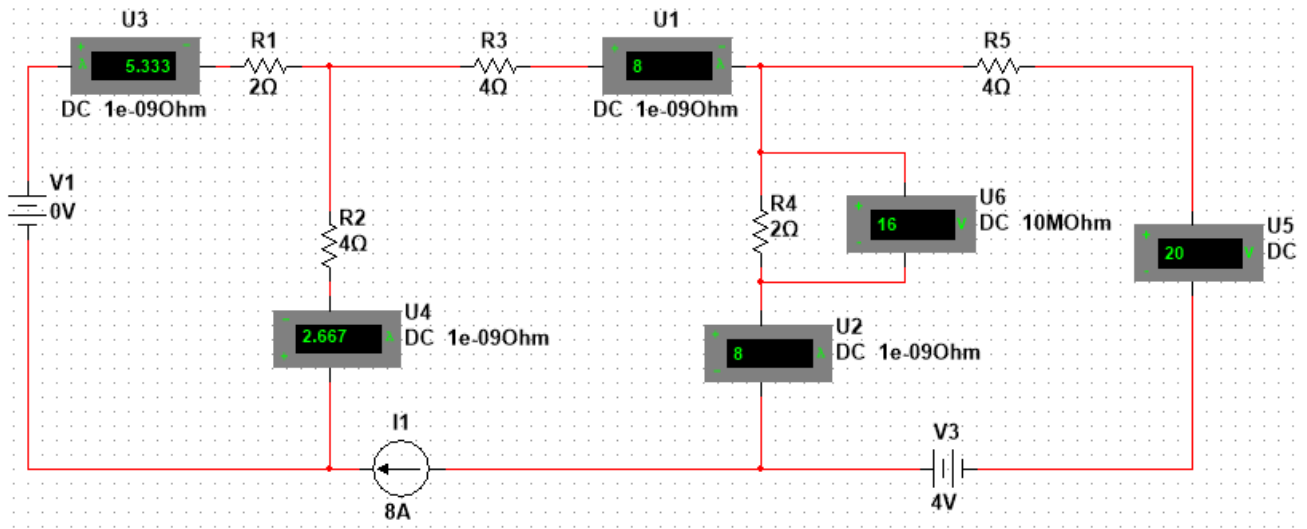 U3
+ -
A 5.333
DC 1e-09Ohm
R1
2Ω
R3
4Ω
U1
+ -
8 A
DC 1e-09Ohm
R5
4Ω
V1
0V
R2
4Ω
R4
2Ω
U6
+
16 V
-
DC 10MOhm
U5
+
20 V
-
DC
U4
-
2.667 A
+
DC 1e-09Ohm
U2
+
8 A
-
DC 1e-09Ohm
I1
8A
V3
4V